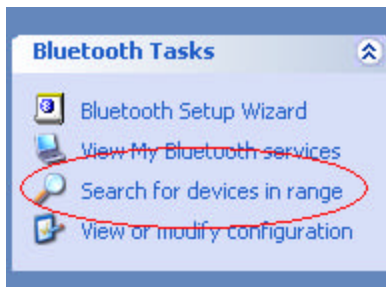 Bluetooth Tasks
Bluetooth Setup Wizard
View My Bluetooth services
Search for devices in range
View or modify configuration